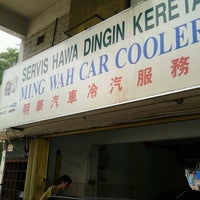 SERVIS HAWA DINGIN KERETA
MING WAH CAR COOLER
明華汽車冷汽服務